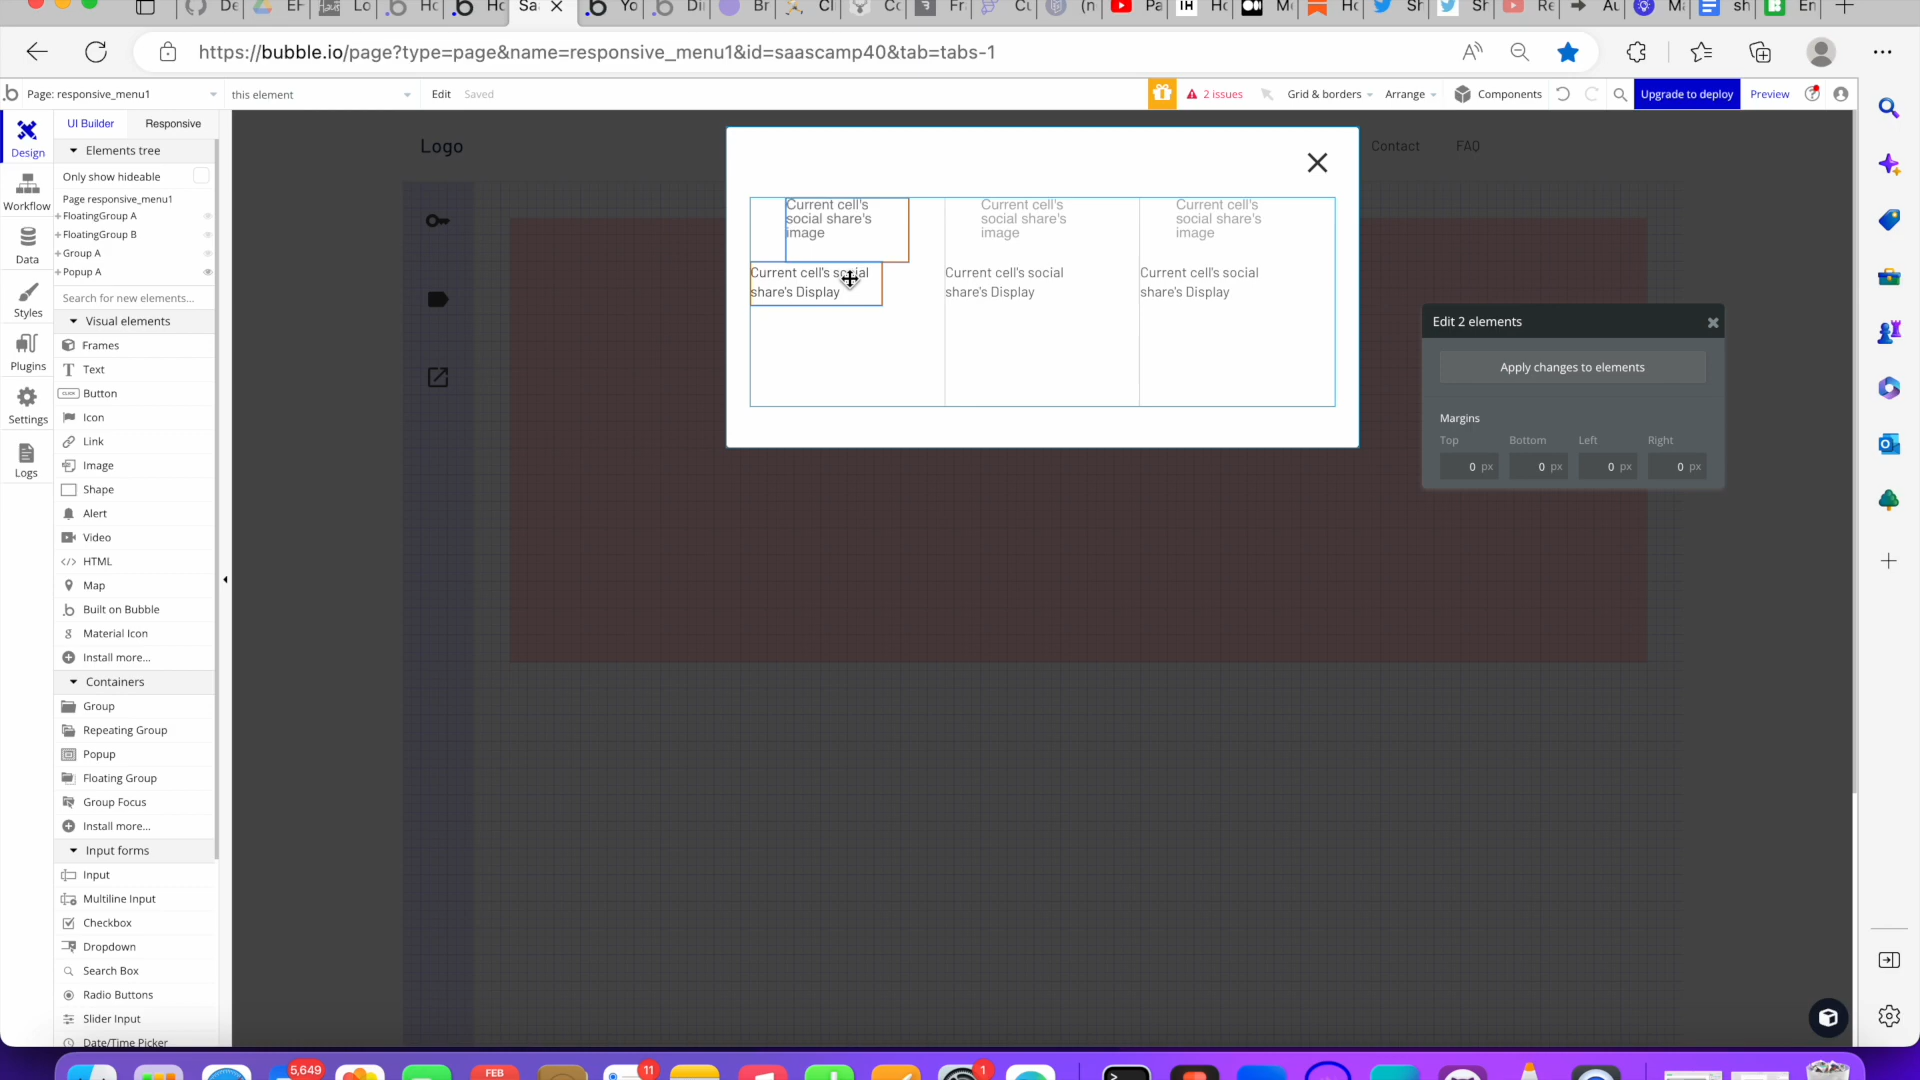 https://bubble.io/page?type=page&name=responsive_menu1&id=saascamp40&tab=tabs-1
Page: responsive_menu1
this element
Edit
Saved
2 issues
Grid & borders
Arrange
Components
Upgrade to deploy
Preview
Design
Workflow
Data
Styles
Plugins
Settings
Logs
UI Builder
Responsive
Elements tree
Only show hideable
Page responsive_menu1
FloatingGroup A
FloatingGroup B
Group A
Popup A
Search for new elements...
Visual elements
Frames
Text
Button
Icon
Link
Image
Shape
Alert
Video
HTML
Map
Built on Bubble
Material Icon
Install more...
Containers
Group
Repeating Group
Popup
Floating Group
Group Focus
Install more...
Input forms
Input
Multiline Input
Checkbox
Dropdown
Search Box
Radio Buttons
Slider Input
Date/Time Picker
Logo
Contact
FAQ
Current cell's
social share's
image
Current cell's
social share's
image
Current cell's
social share's
image
Current cell's social
share's Display
Current cell's social
share's Display
Current cell's social
share's Display
Edit 2 elements
Apply changes to elements
Margins
Top
Bottom
Left
Right
0 px
0 px
0 px
0 px
5,649
FEB
11
1